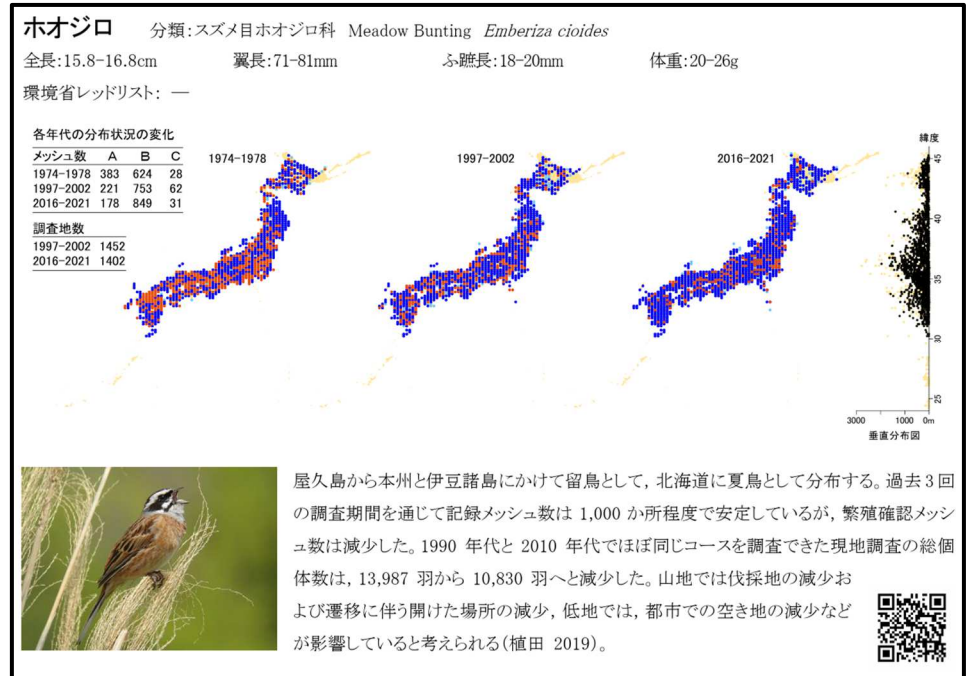 ホオジロ 分類:スズメ目ホオジロ科 Meadow Bunting Emberiza cioides
全長:15.8-16.8cm 翼長:71-81mm ふ蹠長:18-20mm 体重:20-26g
環境省レッドリスト: ―
各年代の分布状況の変化
メッシュ数 A B C
1974-1978 383 624 28
1997-2002 221 753 62
2016-2021 178 849 31
調査地数
1997-2002 1452
2016-2021 1402
1974-1978
1997-2002
2016-2021
緯度
45
40
35
30
25
3000 1000 0m
垂直分布図
屋久島から本州と伊豆諸島にかけて留鳥として, 北海道に夏鳥として分布する。過去3回
の調査期間を通じて記録メッシュ数は 1,000 か所程度で安定しているが, 繁殖確認メッシ
ュ数は減少した。1990 年代と 2010 年代でほぼ同じコースを調査できた現地調査の総個
体数は, 13,987 羽から 10,830 羽へと減少した。山地では伐採地の減少お
よび遷移に伴う開けた場所の減少, 低地では, 都市での空き地の減少など
が影響していると考えられる(植田 2019)。